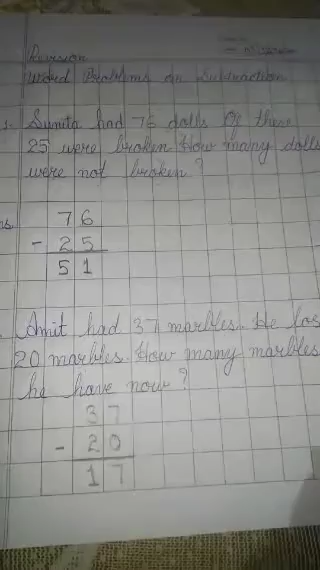 Revision
Word Problems on Subtraction
s. Sumita had 76 dolls Of these
25 were broken How many dolls
were not broken?
ns. 76
- 25
51
. Amit had 37 marbles. He los
20 marbles. How many marbles
he have now?
37
- 20
17